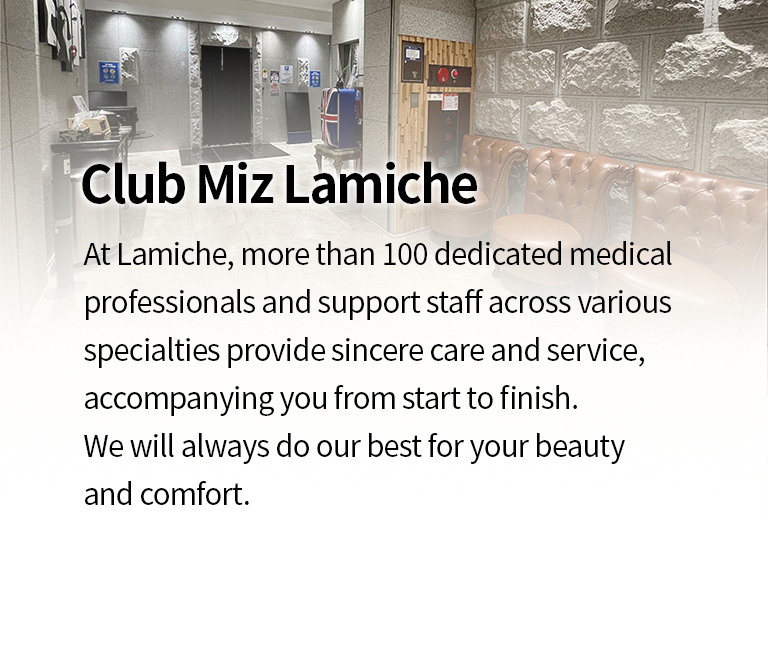 Club Miz Lamiche
At Lamiche, more than 100 dedicated medical
professionals and support staff across various
specialties provide sincere care and service,
accompanying you from start to finish.
We will always do our best for your beauty
and comfort.